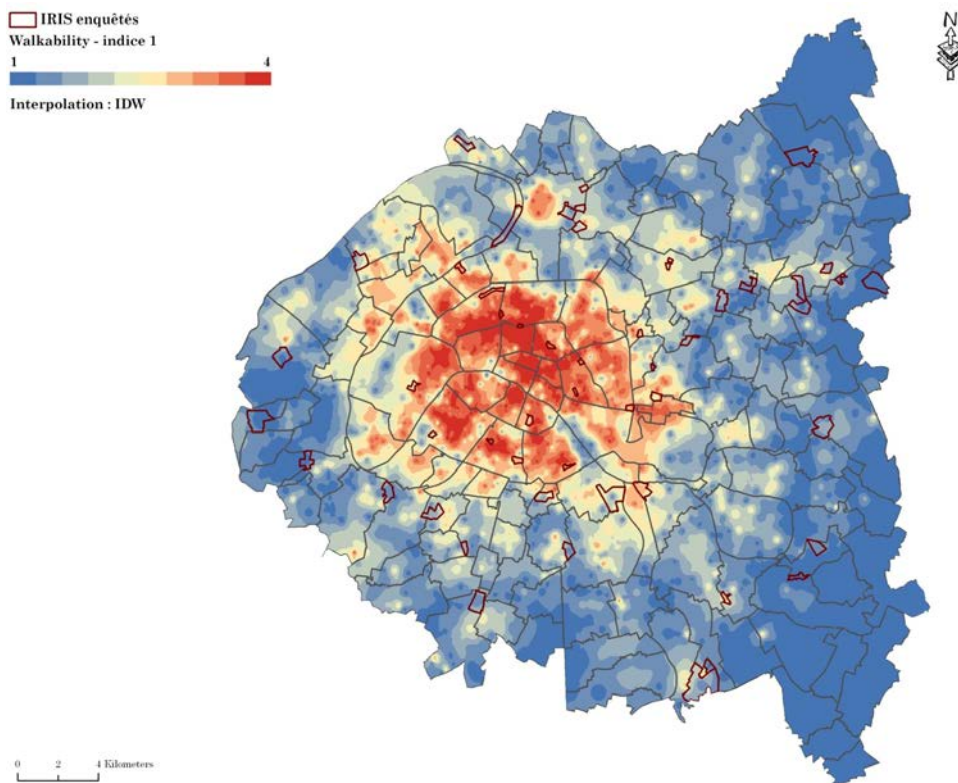 IRIS enquêtés
Walkability - indice 1
1 4
Interpolation : IDW
N
0 2 4 Kilometers